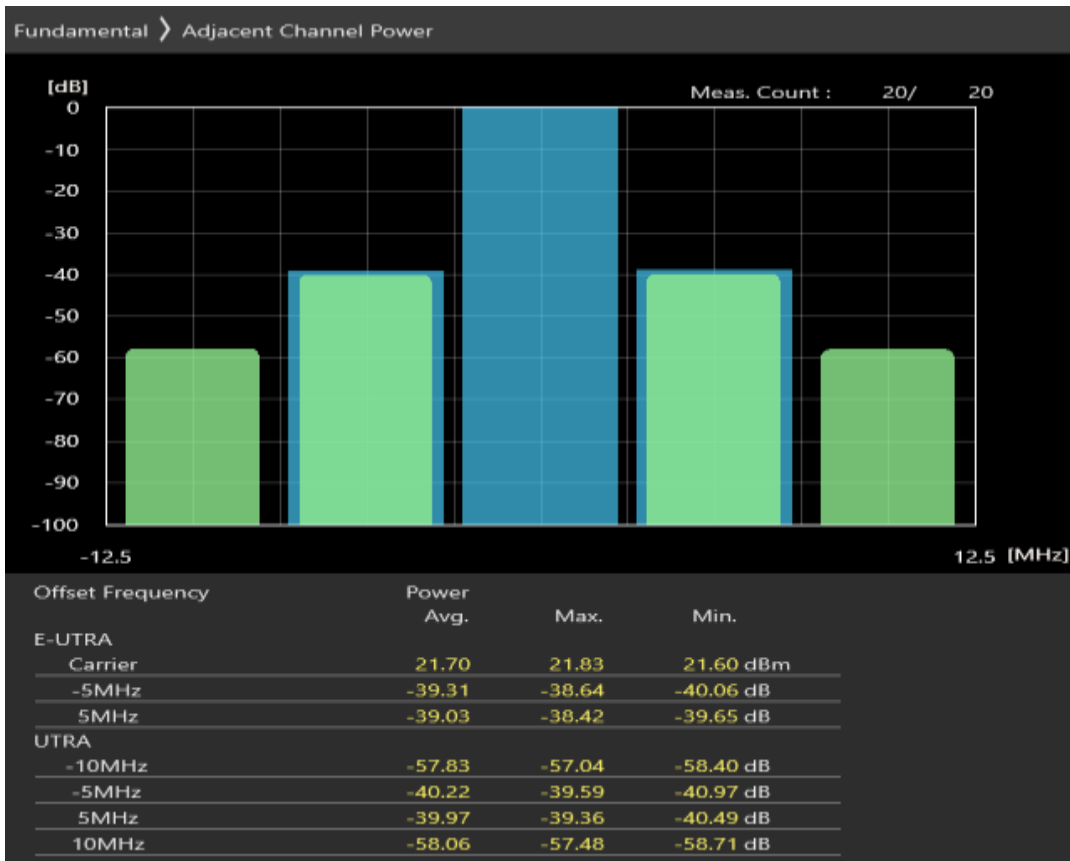 Fundamental 〉 Adjacent Channel Power
[dB]
Meas. Count : 20/ 20
0
-10
-20
-30
-40
-50
-60
-70
-80
-90
-100
-12.5 12.5 [MHz]
Offset Frequency Power
Avg. Max. Min.
E-UTRA
Carrier 21.70 21.83 21.60 dBm
-5MHz -39.31 -38.64 -40.06 dB
5MHz -39.03 -38.42 -39.65 dB
UTRA
-10MHz -57.83 -57.04 -58.40 dB
-5MHz -40.22 -39.59 -40.97 dB
5MHz -39.97 -39.36 -40.49 dB
10MHz -58.06 -57.48 -58.71 dB